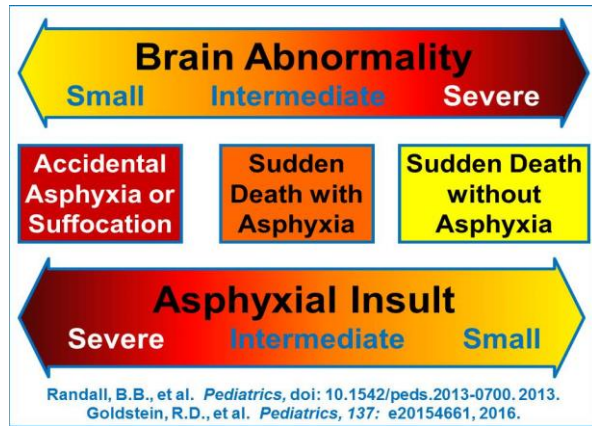 Brain Abnormality
Small Intermediate Severe
Accidental
Asphyxia or
Suffocation
Sudden
Death with
Asphyxia
Sudden Death
without
Asphyxia
Asphyxial Insult
Severe Intermediate Small
Randall, B.B., et al. Pediatrics, doi: 10.1542/peds.2013-0700. 2013.
Goldstein, R.D., et al. Pediatrics, 137: e20154661, 2016.